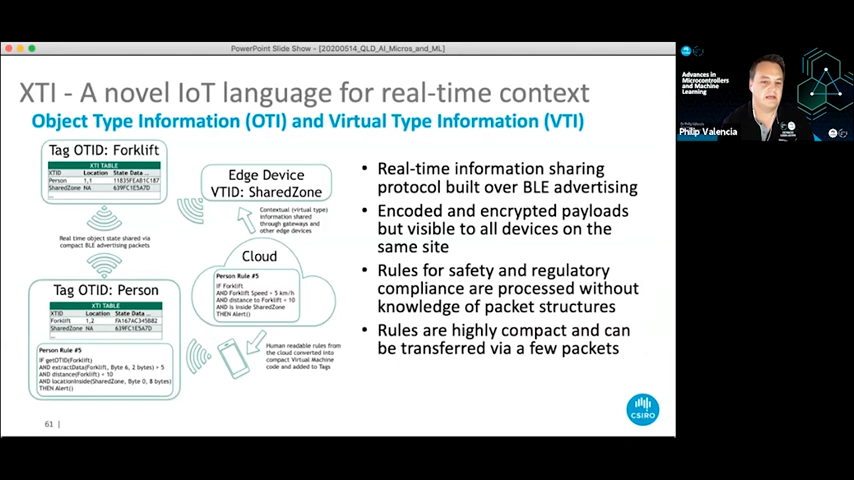 PowerPoint Slide Show - [20200514_QLD_AI_Micros_and_ML]
XTI - A novel IoT language for real-time context
Object Type Information (OTI) and Virtual Type Information (VTI)
Tag OTID: Forklift
XTI TABLE
XTID Location State Data ...
Person 1,1 11835FEAB1C187
SharedZone NA 639FC1E5A7D
...
Real time object state shared via
compact BLE advertising packets
Tag OTID: Person
XTI TABLE
XTID Location State Data ...
Forklift 1,2 FA167AC345B82
SharedZone NA 639FC1E5A7D
...
Person Rule #5
IF getOTID(Forklift)
AND extractData(Forklift, Byte 6, 2 bytes) > 5
AND distance(Forklift) < 10
AND locationInside(SharedZone, Byte 0, 8 bytes)
THEN Alert()
Edge Device
VTID: SharedZone
Contextual (virtual type)
information shared
through gateways and
other edge devices
Cloud
Person Rule #5
IF Forklift
AND Forklift Speed > 5 km/h
AND distance to Forklift < 10
AND is inside SharedZone
THEN Alert()
Human readable rules from
the cloud converted into
compact Virtual Machine
code and added to Tags
• Real-time information sharing
protocol built over BLE advertising
• Encoded and encrypted payloads
but visible to all devices on the
same site
• Rules for safety and regulatory
compliance are processed without
knowledge of packet structures
• Rules are highly compact and can
be transferred via a few packets
61 |
CSIRO
Advances in
Microcontrollers
and Machine
Learning
Philip Valencia